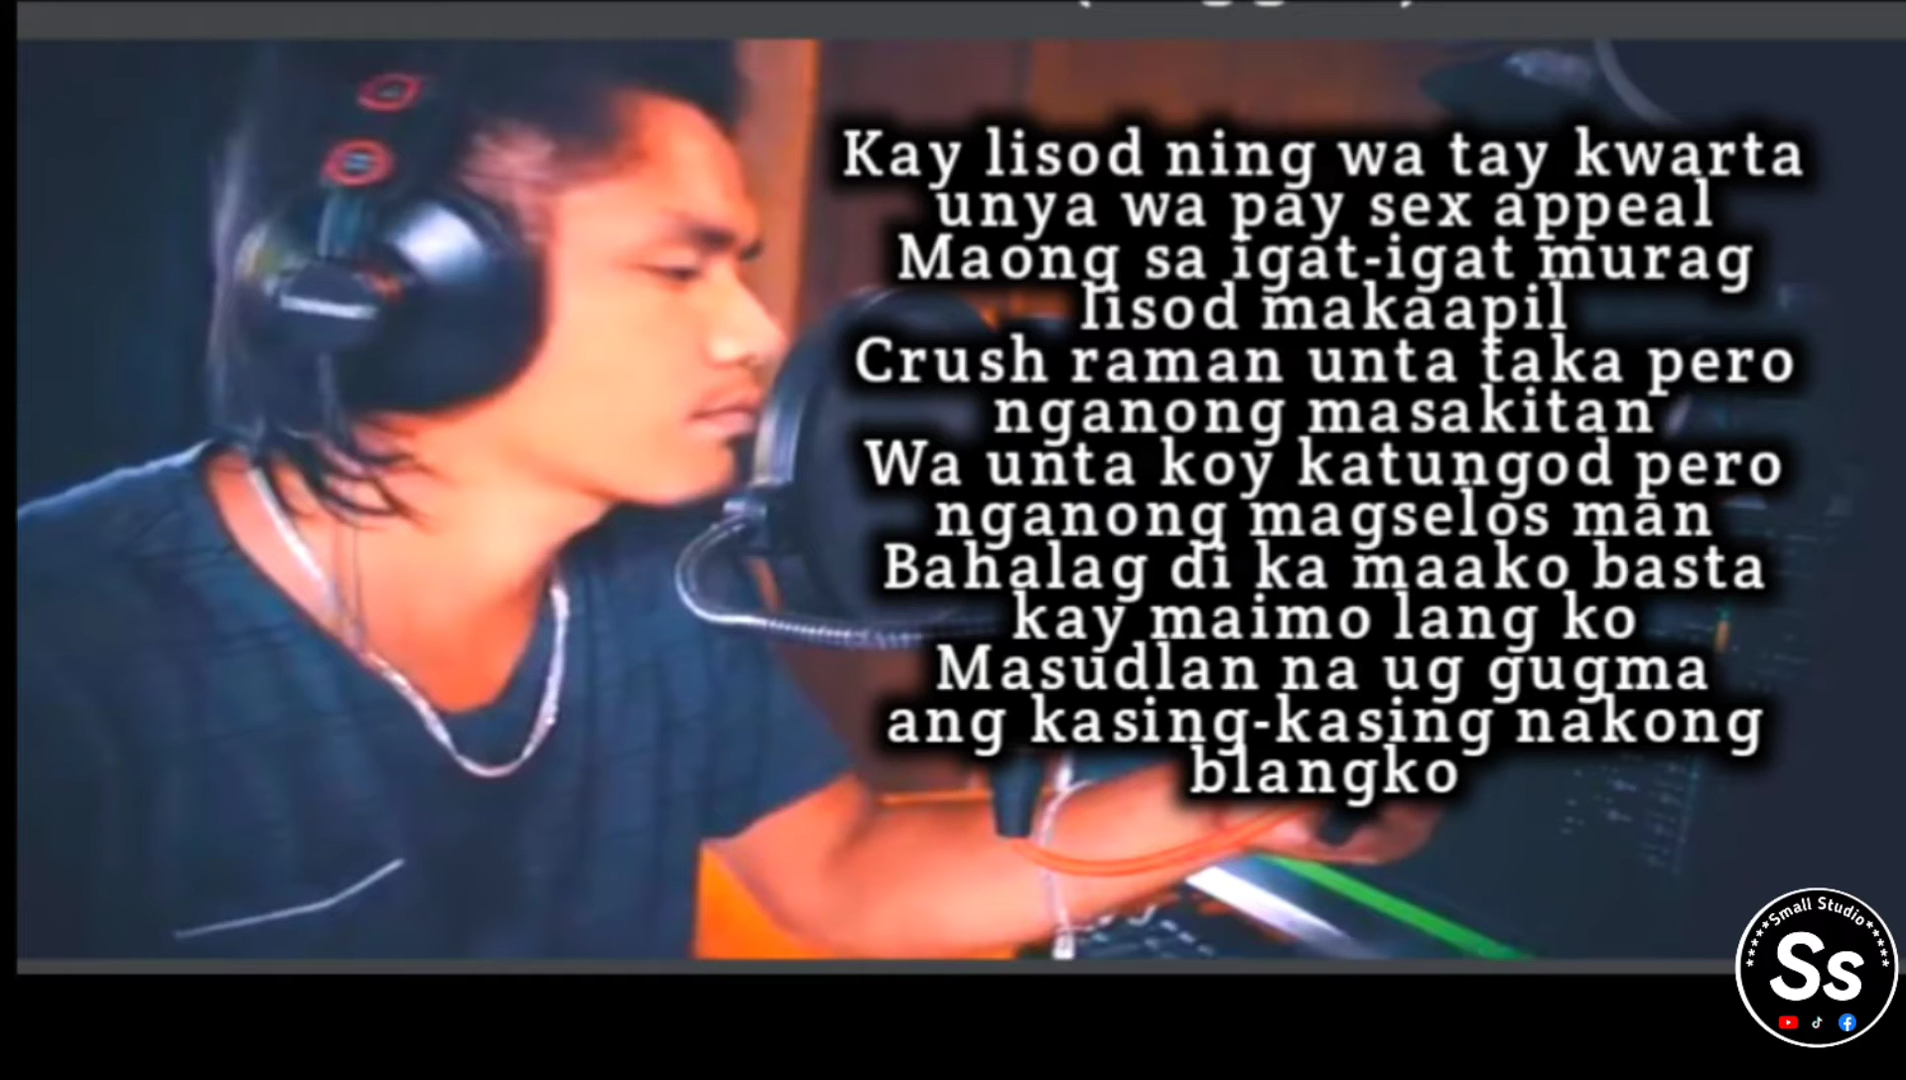 Kay lisod ning wa tay kwarta
unya wa pay sex appeal
Maong sa igat-igat murag
lisod makaapil
Crush raman unta taka pero
nganong masakitan
Wa unta koy katungod pero
nganong magselos man
Bahalag di ka maako basta
kay maimo lang ko
Masudlan na ug gugma
ang kasing-kasing nakong
blangko
Small Studio
Ss